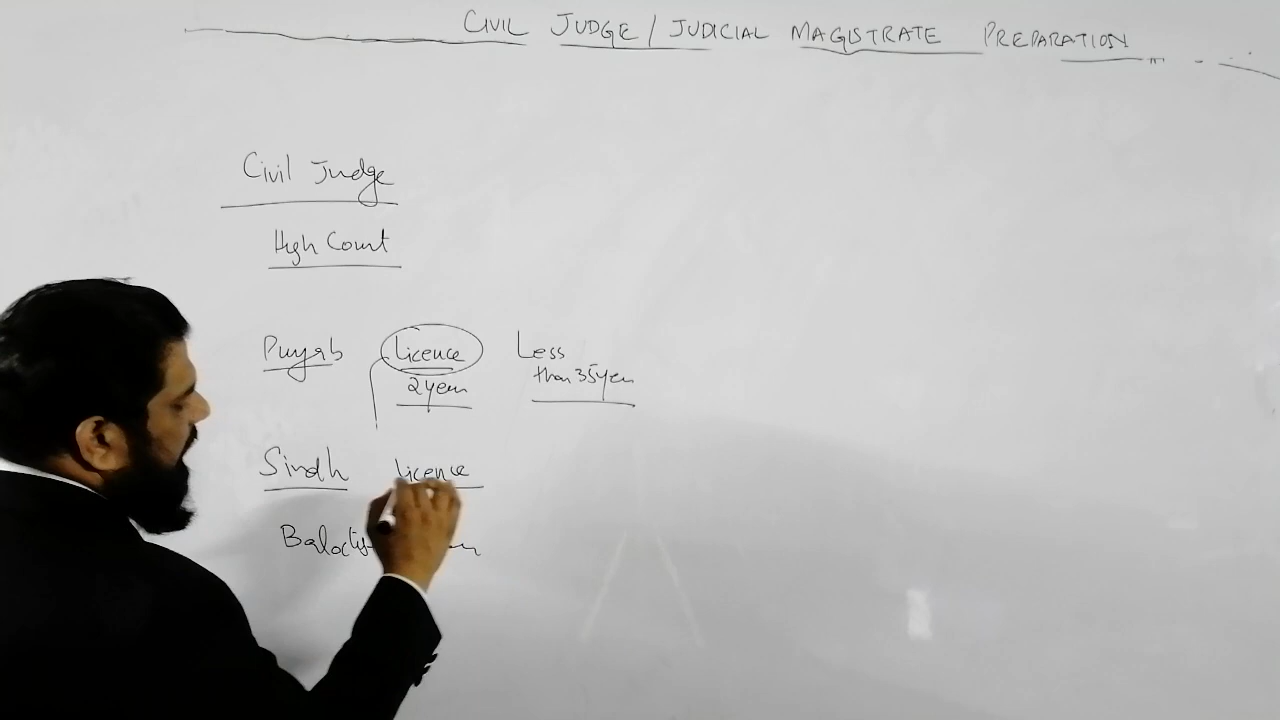 CIVIL JUDGE / JUDICIAL MAGISTRATE PREPARATION
Civil Judge
High Court
Punjab Licence Less
2 year than 35 year
Sindh Licence